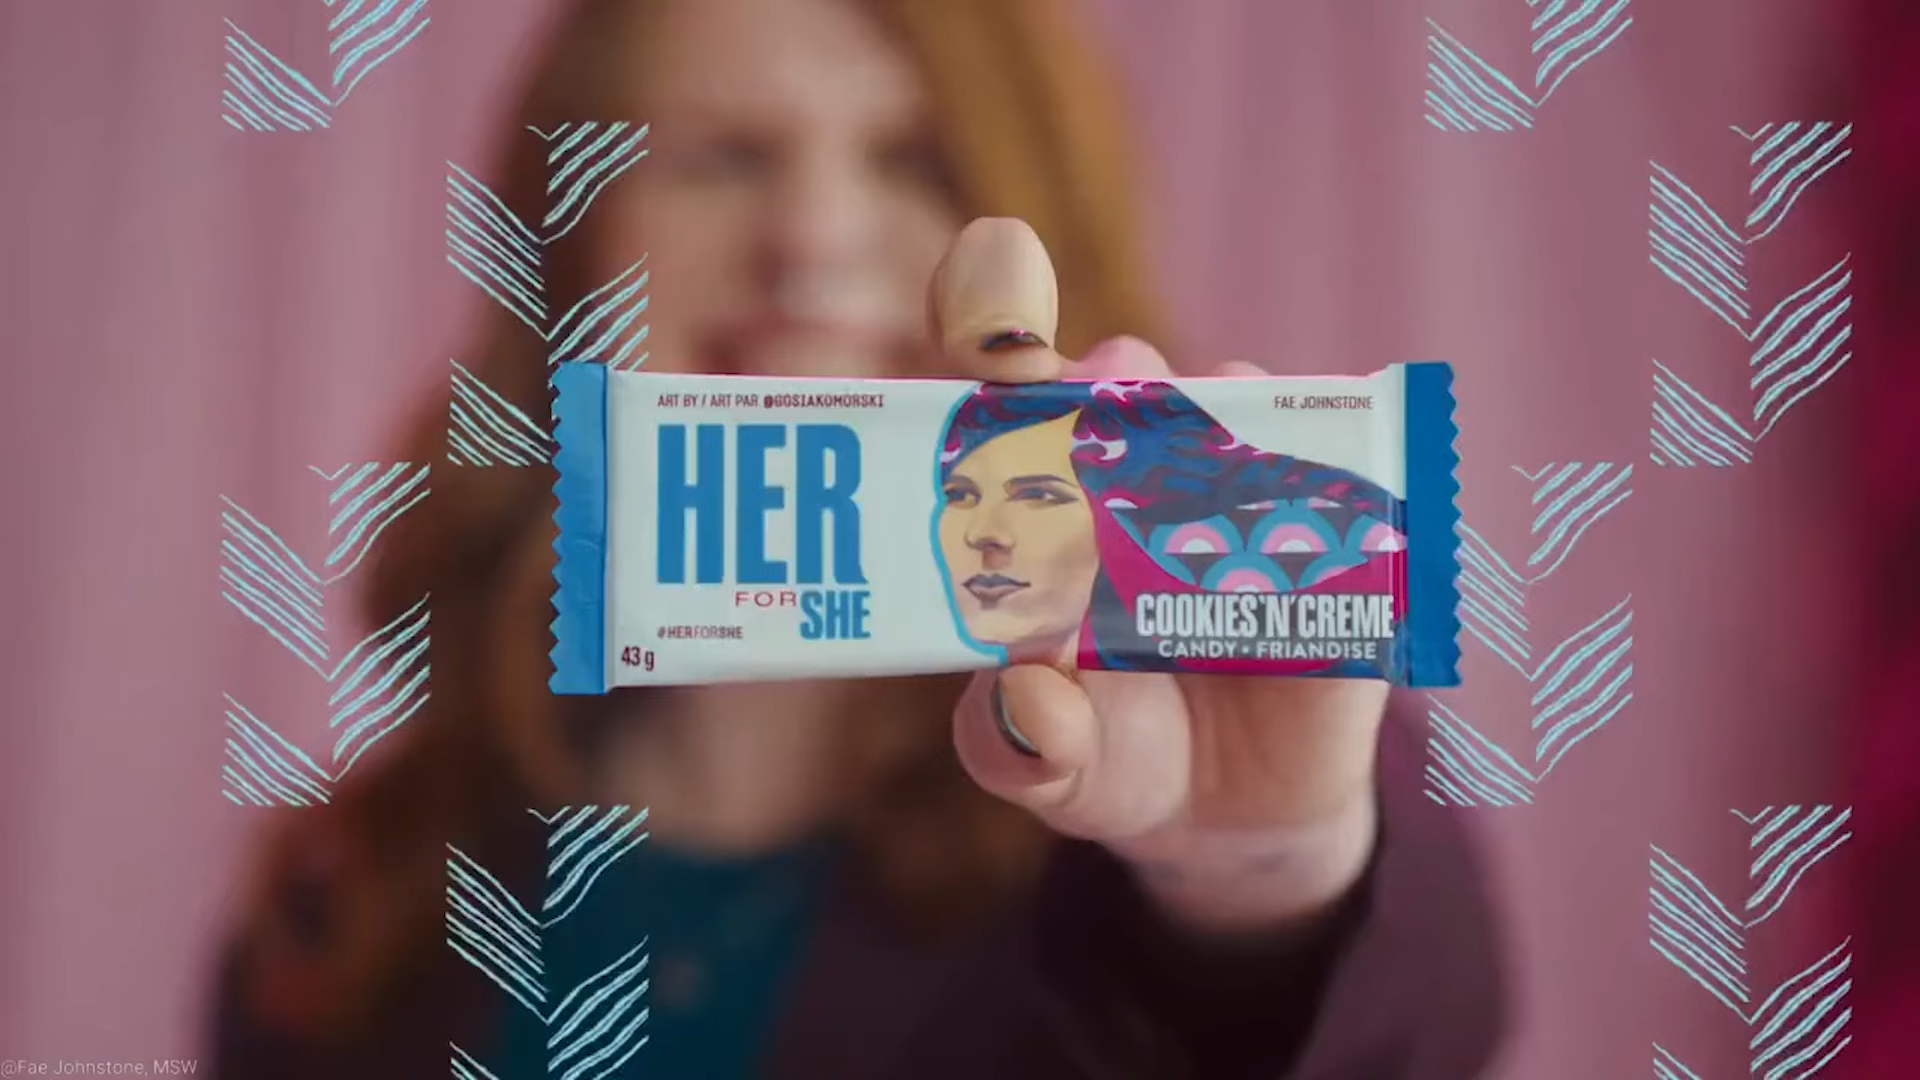 ART BY / ART PAR @GOSIAKOMORSKI
FAE JOHNSTONE
HER
FOR SHE
#HERFORSHE
43 g
COOKIES'N'CREME
CANDY • FRIANDISE
@Fae Johnstone, MSW